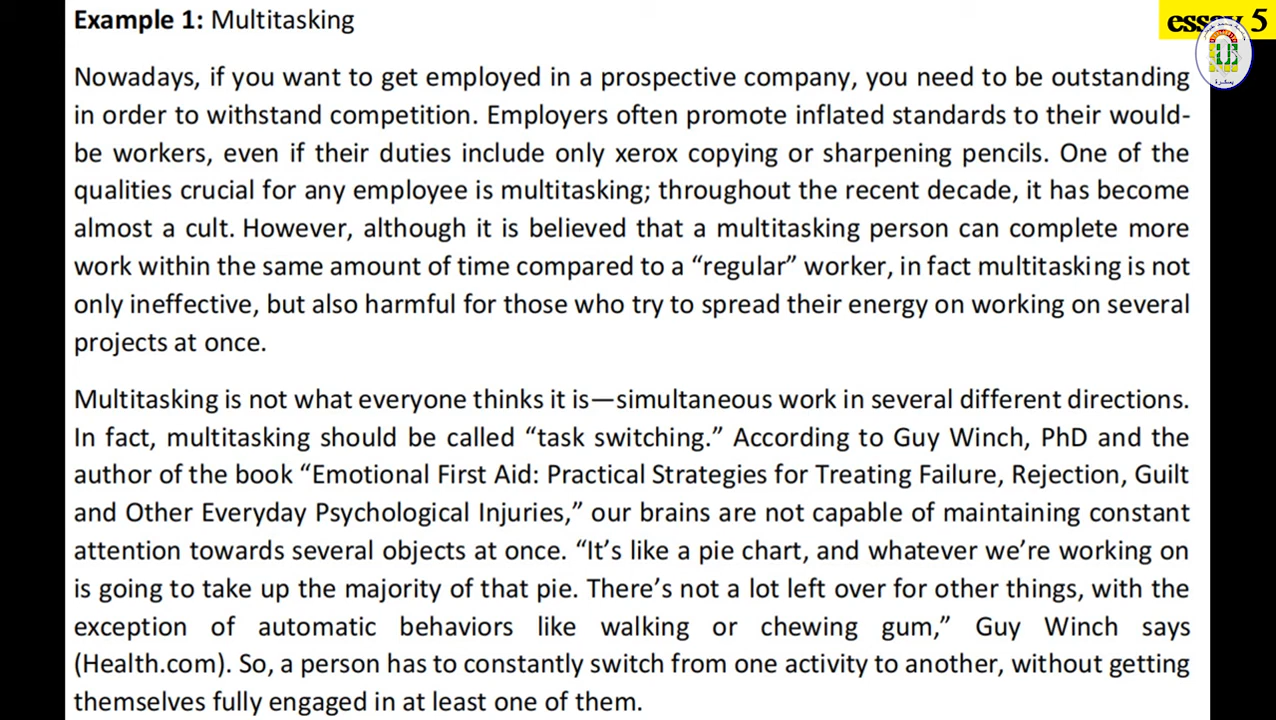 Example 1: Multitasking
essay 5
Nowadays, if you want to get employed in a prospective company, you need to be outstanding
in order to withstand competition. Employers often promote inflated standards to their would-
be workers, even if their duties include only xerox copying or sharpening pencils. One of the
qualities crucial for any employee is multitasking; throughout the recent decade, it has become
almost a cult. However, although it is believed that a multitasking person can complete more
work within the same amount of time compared to a “regular” worker, in fact multitasking is not
only ineffective, but also harmful for those who try to spread their energy on working on several
projects at once.
Multitasking is not what everyone thinks it is—simultaneous work in several different directions.
In fact, multitasking should be called “task switching.” According to Guy Winch, PhD and the
author of the book “Emotional First Aid: Practical Strategies for Treating Failure, Rejection, Guilt
and Other Everyday Psychological Injuries,” our brains are not capable of maintaining constant
attention towards several objects at once. “It’s like a pie chart, and whatever we’re working on
is going to take up the majority of that pie. There’s not a lot left over for other things, with the
exception of automatic behaviors like walking or chewing gum,” Guy Winch says
(Health.com). So, a person has to constantly switch from one activity to another, without getting
themselves fully engaged in at least one of them.